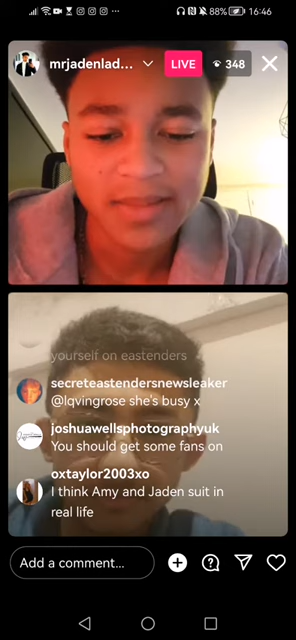 88% 16:46
mrjadenlad... LIVE 348
yourself on eastenders
secreteastendersnewsleaker
@lqvingrose she's busy x
joshuawellsphotographyuk
You should get some fans on
oxtaylor2003xo
I think Amy and Jaden suit in
real life
Add a comment...